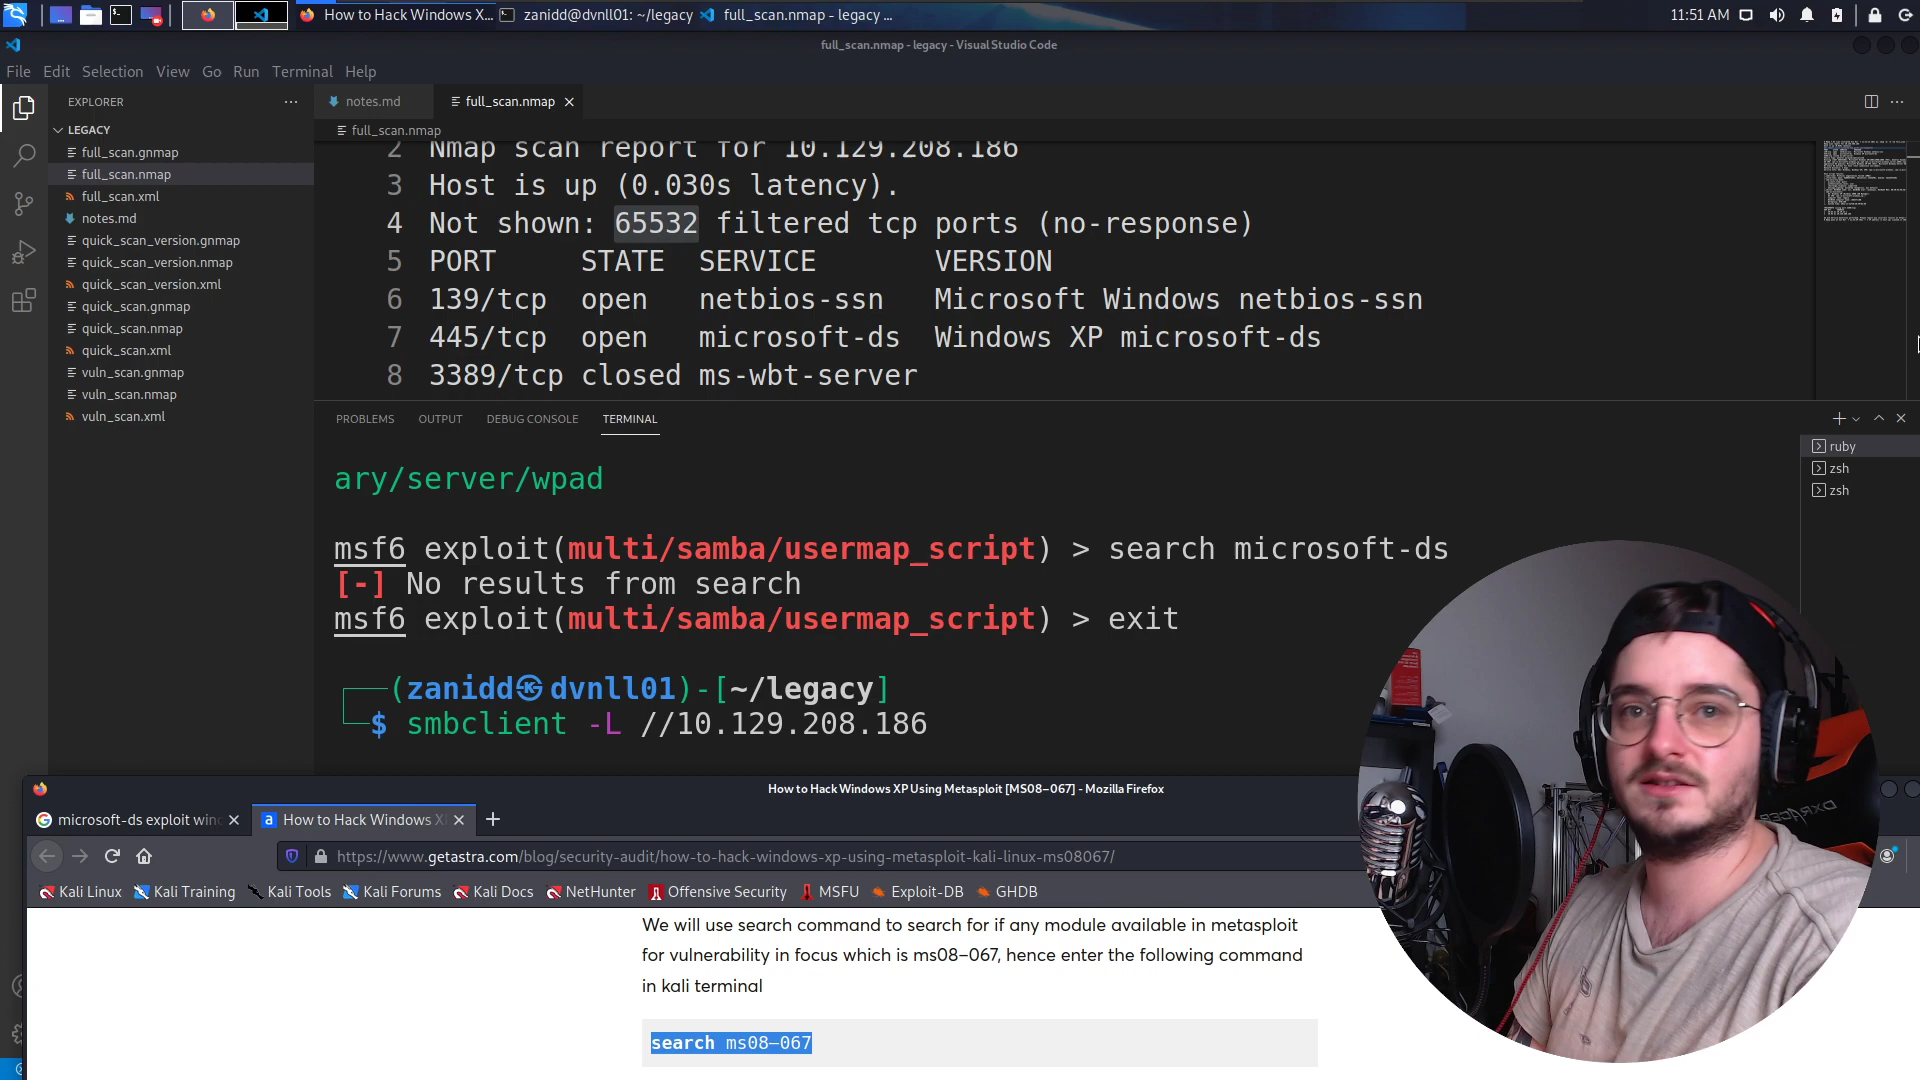 How to Hack Windows X...
zanidd@dvnll01: ~/legacy
full_scan.nmap - legacy ...
11:51 AM
full_scan.nmap - legacy - Visual Studio Code
File Edit Selection View Go Run Terminal Help
EXPLORER
LEGACY
full_scan.gnmap
full_scan.nmap
full_scan.xml
notes.md
quick_scan_version.gnmap
quick_scan_version.nmap
quick_scan_version.xml
quick_scan.gnmap
quick_scan.nmap
quick_scan.xml
vuln_scan.gnmap
vuln_scan.nmap
vuln_scan.xml
notes.md full_scan.nmap
full_scan.nmap
2 Nmap scan report for 10.129.208.186
3 Host is up (0.030s latency).
4 Not shown: 65532 filtered tcp ports (no-response)
5 PORT STATE SERVICE VERSION
6 139/tcp open netbios-ssn Microsoft Windows netbios-ssn
7 445/tcp open microsoft-ds Windows XP microsoft-ds
8 3389/tcp closed ms-wbt-server
PROBLEMS OUTPUT DEBUG CONSOLE TERMINAL
ruby
zsh
zsh
ary/server/wpad
msf6 exploit(multi/samba/usermap_script) > search microsoft-ds
[-] No results from search
msf6 exploit(multi/samba/usermap_script) > exit
(zanidd㉿dvnll01)-[~/legacy]
$ smbclient -L //10.129.208.186
How to Hack Windows XP Using Metasploit [MS08–067] - Mozilla Firefox
microsoft-ds exploit wind How to Hack Windows X
https://www.getastra.com/blog/security-audit/how-to-hack-windows-xp-using-metasploit-kali-linux-ms08067/
Kali Linux Kali Training Kali Tools Kali Forums Kali Docs NetHunter Offensive Security MSFU Exploit-DB GHDB
We will use search command to search for if any module available in metasploit
for vulnerability in focus which is ms08–067, hence enter the following command
in kali terminal
search ms08–067